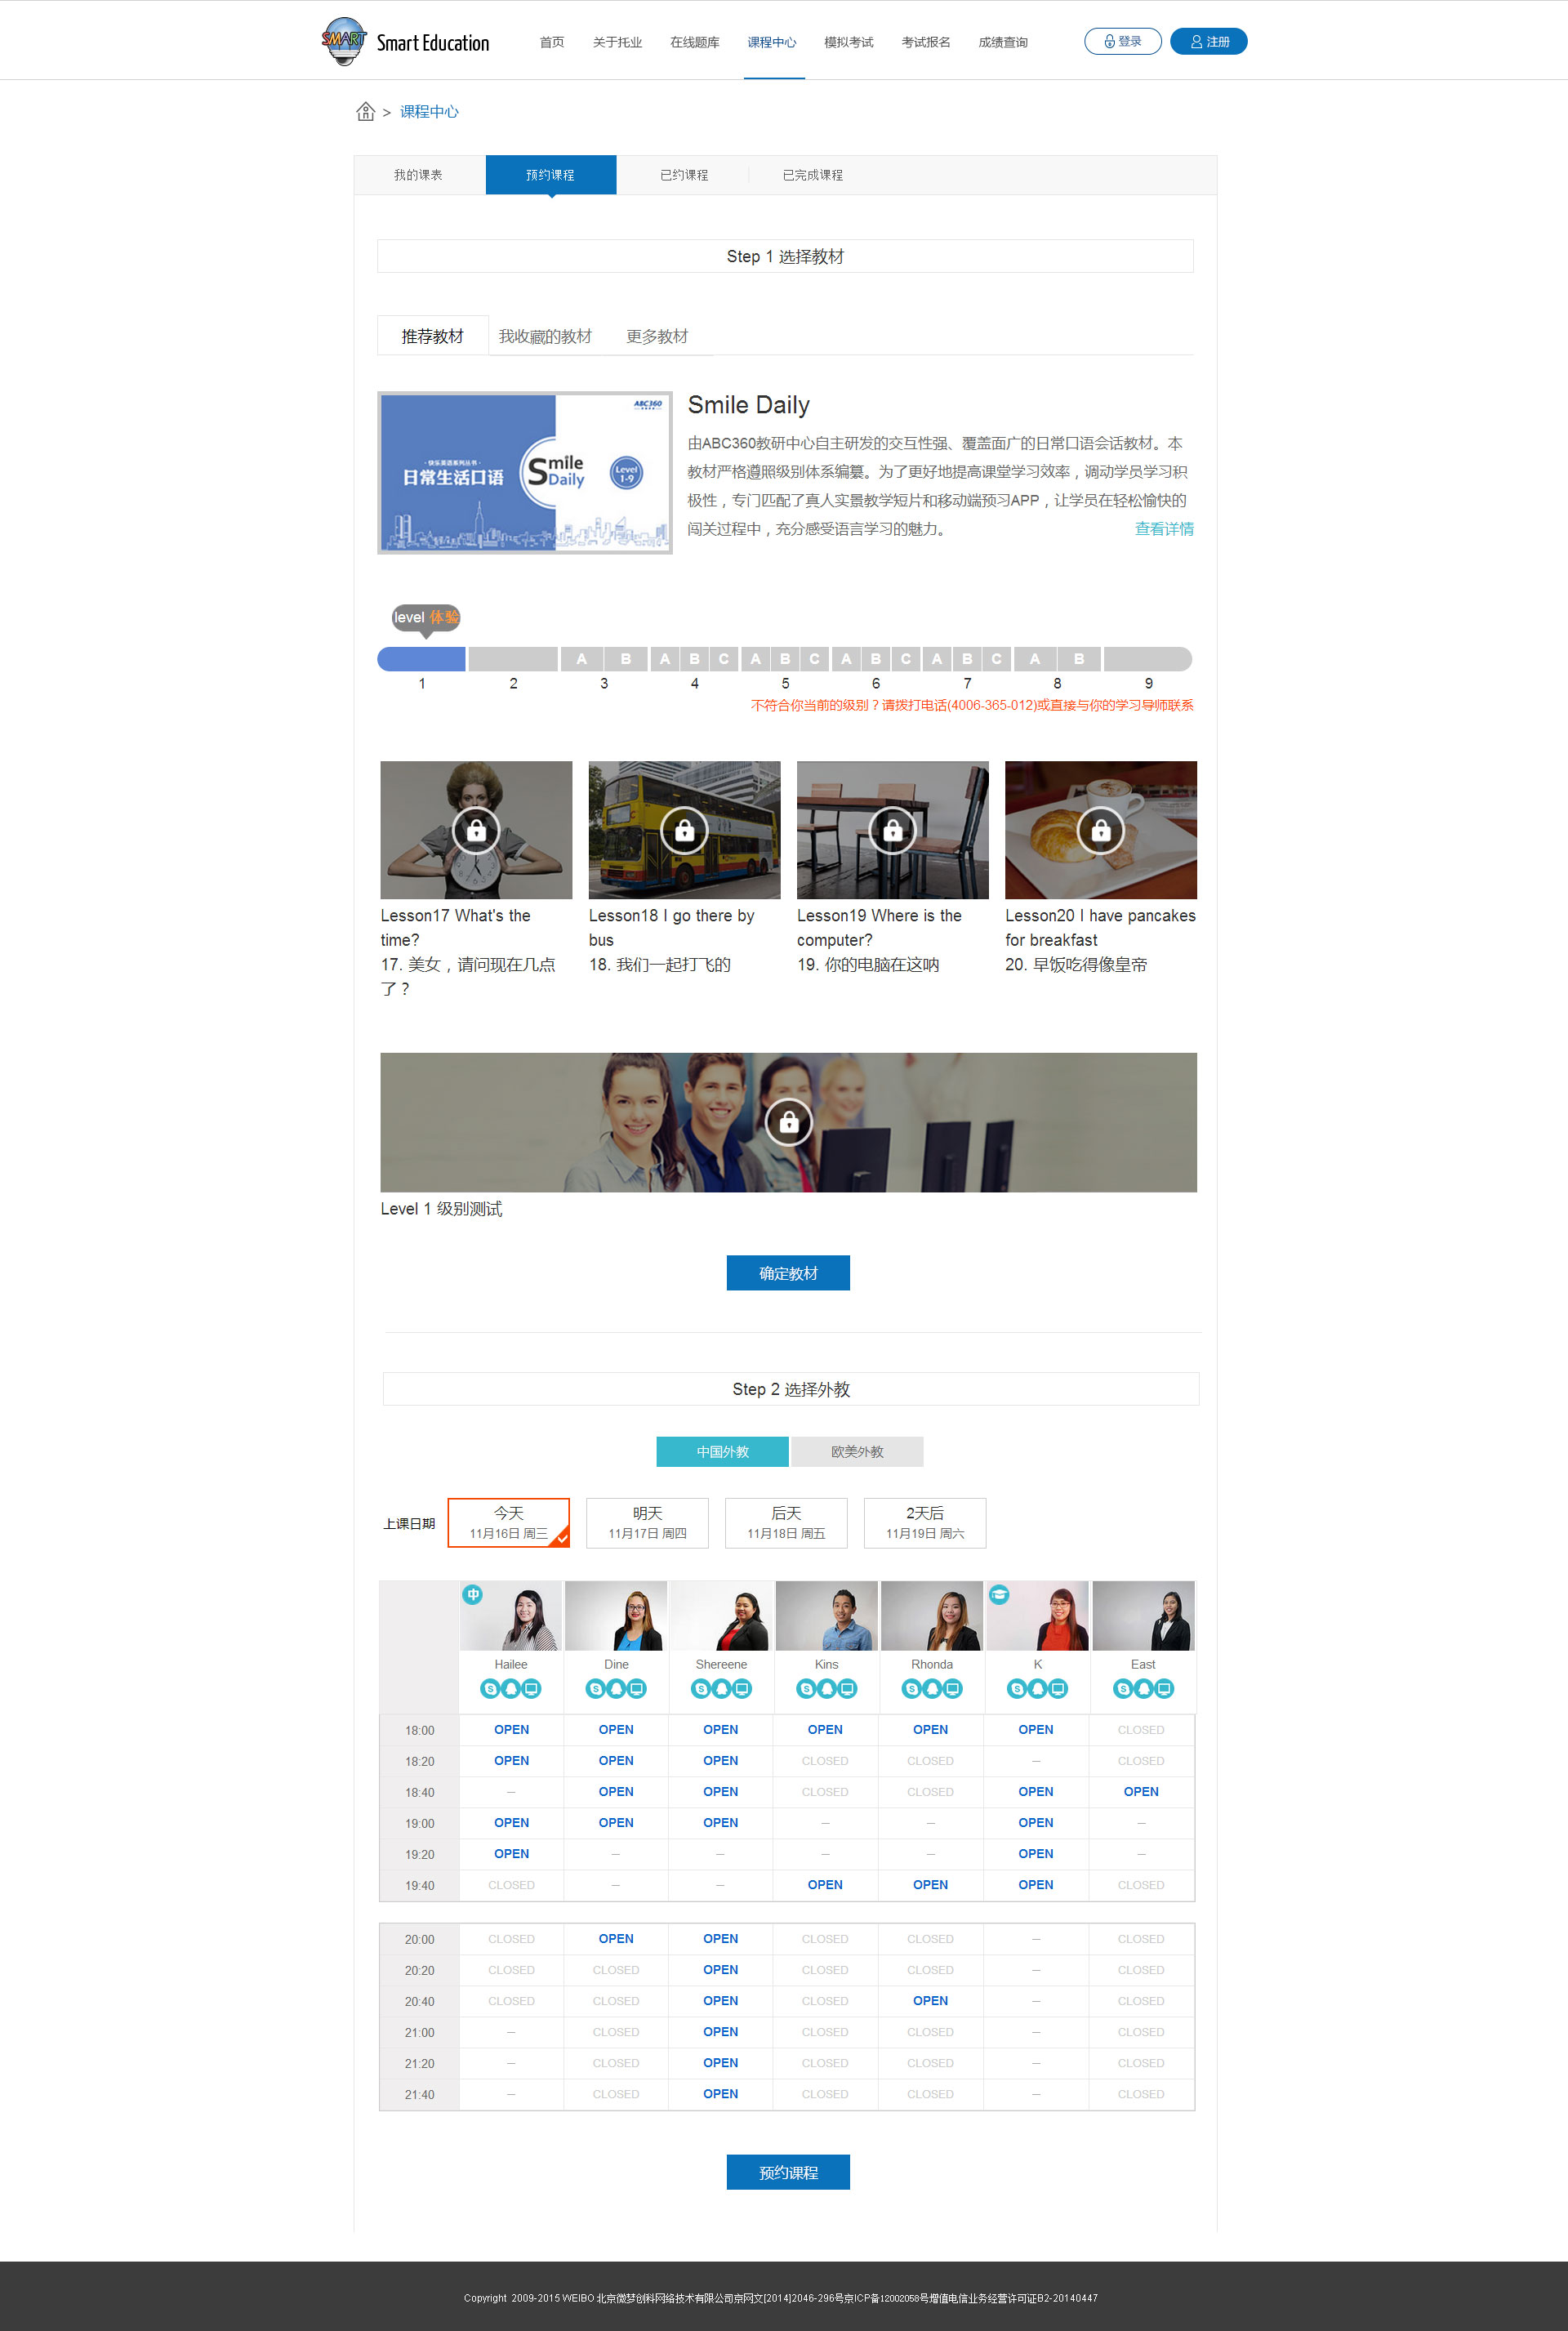 SMART
Smart Education
首页 关于托业 在线题库 课程中心 模拟考试 考试报名 成绩查询 登录 注册
> 课程中心
我的课表 预约课程 已约课程 已完成课程
Step 1 选择教材
推荐教材 我收藏的教材 更多教材
ABC360
·快乐英语系列丛书·
日常生活口语
Smile
Daily
Level
1-9
Smile Daily
由ABC360教研中心自主研发的交互性强、覆盖面广的日常口语会话教材。本
教材严格遵照级别体系编纂。为了更好地提高课堂学习效率，调动学员学习积
极性，专门匹配了真人实景教学短片和移动端预习APP，让学员在轻松愉快的
闯关过程中，充分感受语言学习的魅力。 查看详情
level 体验
A B A B C A B C A B C A B C A B
1 2 3 4 5 6 7 8 9
不符合你当前的级别？请拨打电话(4006-365-012)或直接与你的学习导师联系
Lesson17 What's the
time?
17. 美女，请问现在几点
了？
Lesson18 I go there by
bus
18. 我们一起打飞的
Lesson19 Where is the
computer?
19. 你的电脑在这呐
Lesson20 I have pancakes
for breakfast
20. 早饭吃得像皇帝
Level 1 级别测试
确定教材
Step 2 选择外教
中国外教 欧美外教
上课日期
今天
11月16日 周三
明天
11月17日 周四
后天
11月18日 周五
2天后
11月19日 周六
中
Hailee Dine Shereene Kins Rhonda K East
18:00 OPEN OPEN OPEN OPEN OPEN OPEN CLOSED
18:20 OPEN OPEN OPEN CLOSED CLOSED — CLOSED
18:40 — OPEN OPEN CLOSED CLOSED OPEN OPEN
19:00 OPEN OPEN OPEN — — OPEN —
19:20 OPEN — — — — OPEN —
19:40 CLOSED — — OPEN OPEN OPEN CLOSED
20:00 CLOSED OPEN OPEN CLOSED CLOSED — CLOSED
20:20 CLOSED CLOSED OPEN CLOSED CLOSED — CLOSED
20:40 CLOSED CLOSED OPEN CLOSED OPEN — CLOSED
21:00 — CLOSED OPEN CLOSED CLOSED — CLOSED
21:20 — CLOSED OPEN CLOSED CLOSED — CLOSED
21:40 — CLOSED OPEN CLOSED CLOSED — CLOSED
预约课程
Copyright 2009-2015 WEIBO 北京微梦创科网络技术有限公司京网文[2014]2046-296号京ICP备12002058号增值电信业务经营许可证B2-20140447